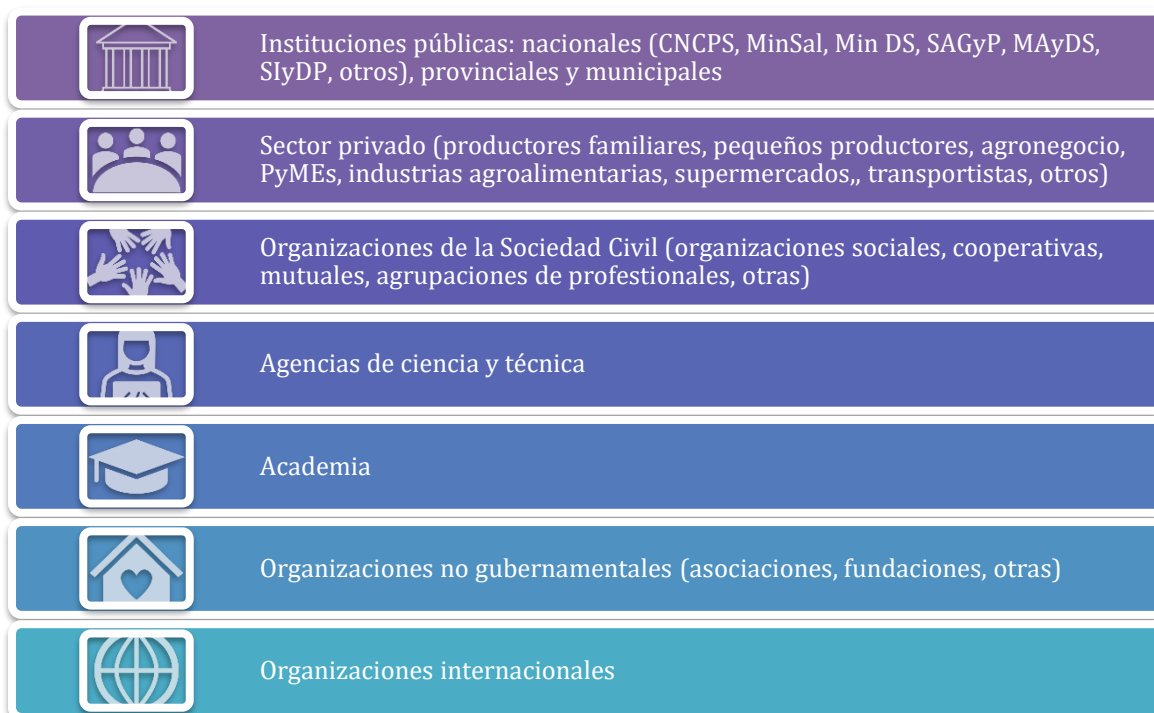 Instituciones públicas: nacionales (CNCPS, MinSal, Min DS, SAGyP, MAyDS,
SIyDP, otros), provinciales y municipales
Sector privado (productores familiares, pequeños productores, agronegocio,
PyMEs, industrias agroalimentarias, supermercados,, transportistas, otros)
Organizaciones de la Sociedad Civil (organizaciones sociales, cooperativas,
mutuales, agrupaciones de profestionales, otras)
Agencias de ciencia y técnica
Academia
Organizaciones no gubernamentales (asociaciones, fundaciones, otras)
Organizaciones internacionales